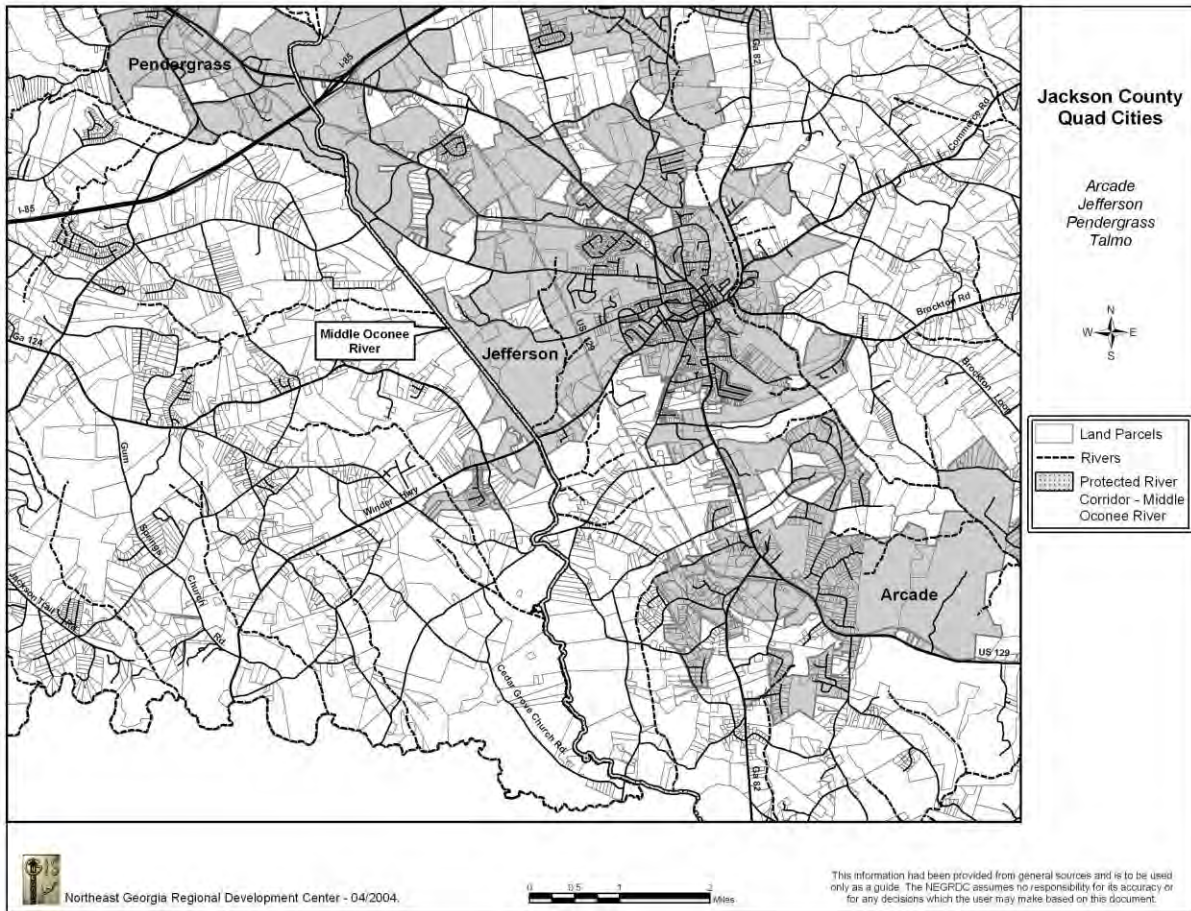 Pendergrass
I-85
Ga 82
Commerce Rd
I-85
Ga 124
Middle Oconee
River
Jefferson
US 129
Brockton Rd
Brockton
Loop
Gum
Springs
Church
Rd.
Winder Hwy
Jackson Trail
Arcade
US 129
Cedar Grove Church Rd.
Ga 82
Jackson County
Quad Cities
Arcade
Jefferson
Pendergrass
Talmo
N
W E
S
Land Parcels
Rivers
Protected River
Corridor - Middle
Oconee River
GIS
Northeast Georgia Regional Development Center - 04/2004.
0 0.5 1 2
Miles
This information had been provided from general sources and is to be used
only as a guide. The NEGRDC assumes no responsibility for its accuracy or
for any decisions which the user may make based on this document.